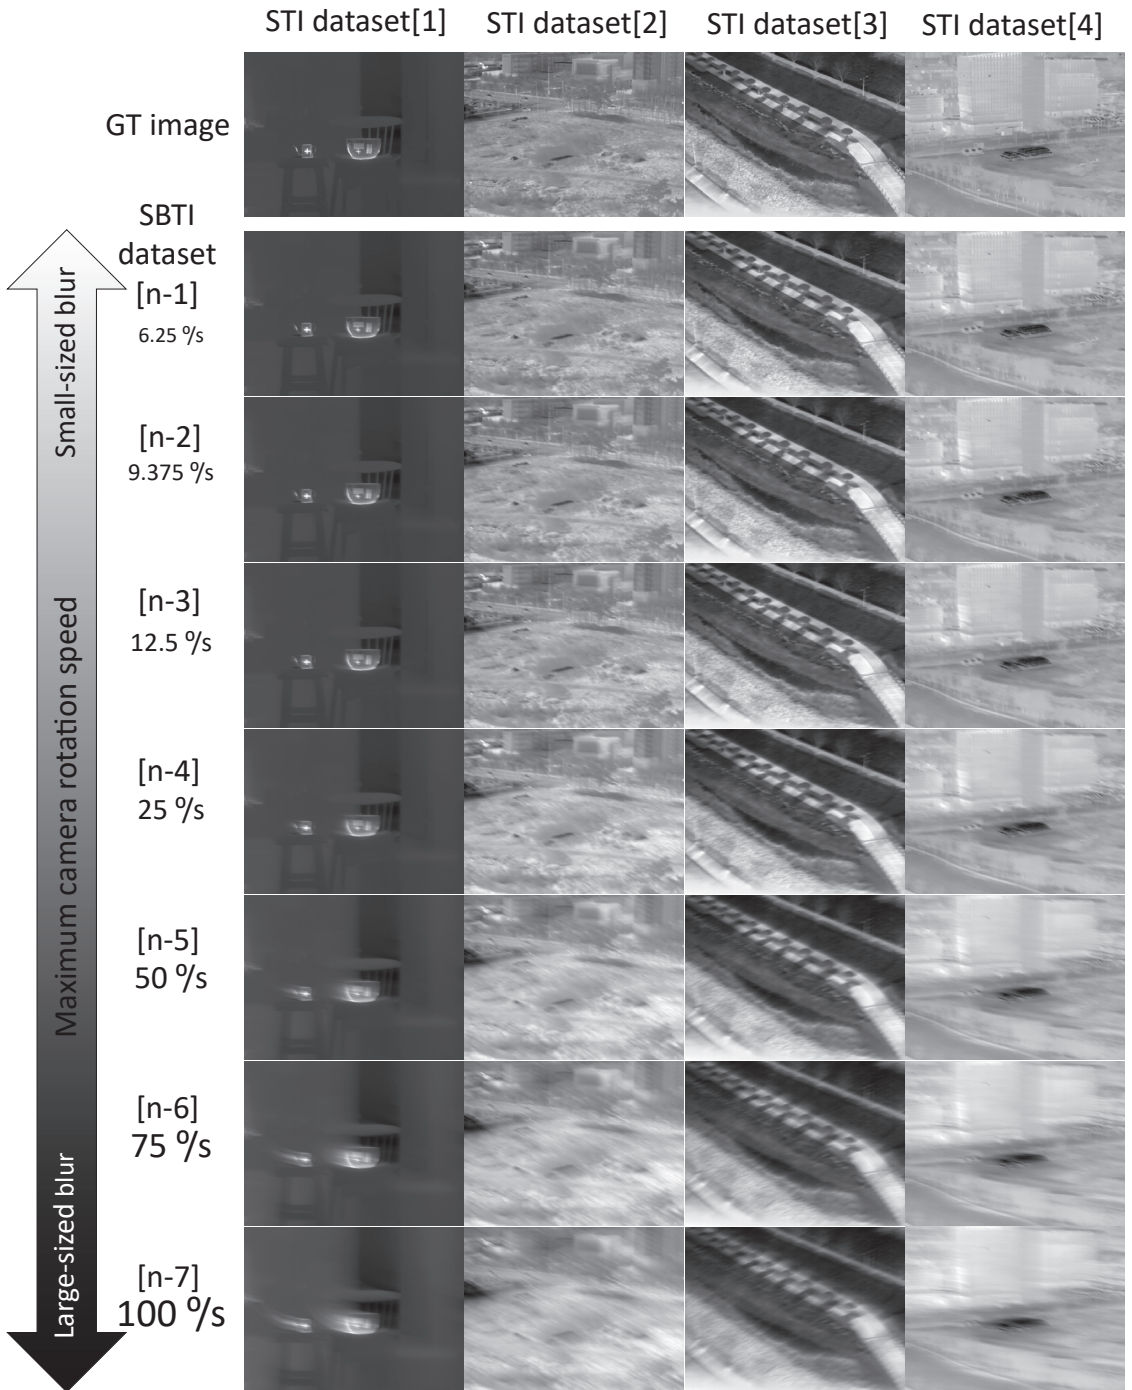 STI dataset[1] STI dataset[2] STI dataset[3] STI dataset[4]
GT image
SBTI
dataset
[n-1]
6.25 °/s
[n-2]
9.375 °/s
[n-3]
12.5 °/s
[n-4]
25 °/s
[n-5]
50 °/s
[n-6]
75 °/s
[n-7]
100 °/s
Small-sized blur
Maximum camera rotation speed
Large-sized blur